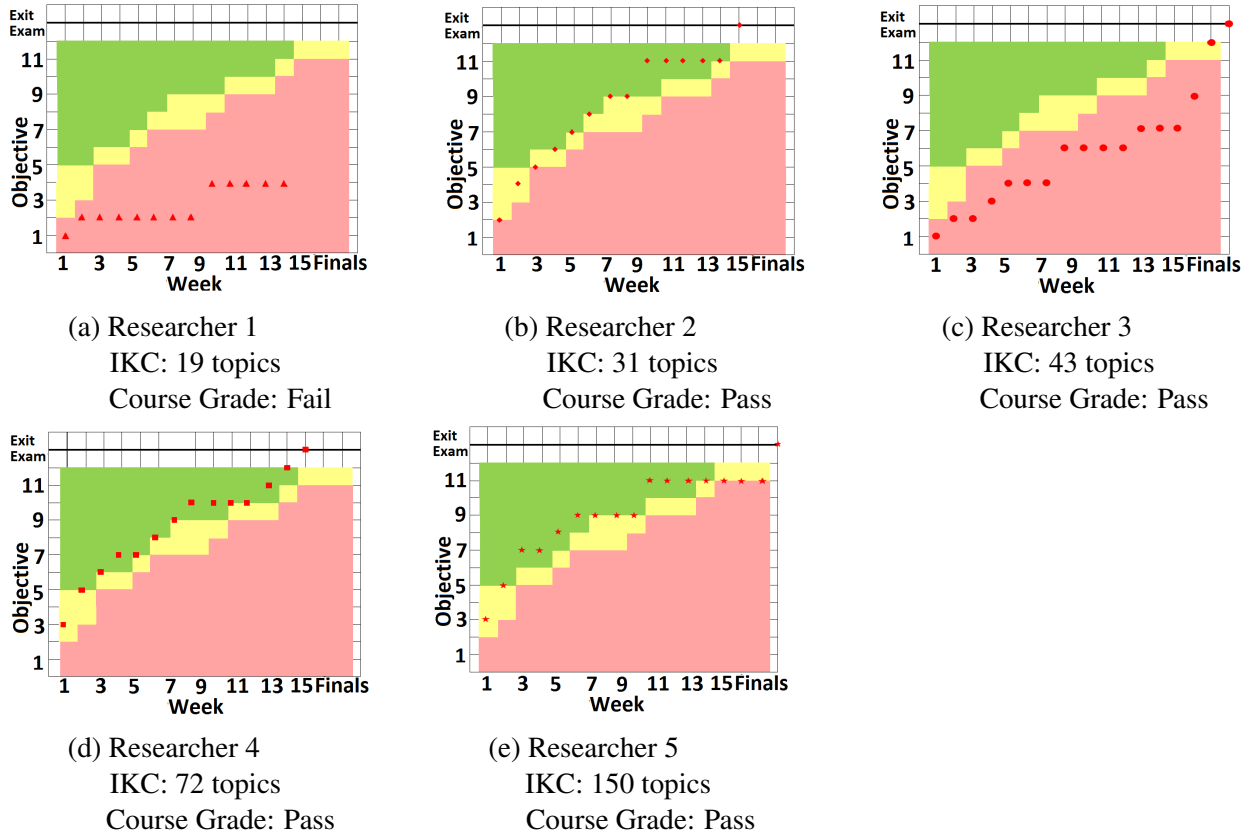 Exit
Exam
11
9
7
5
3
1
Objective
1 3 5 7 9 11 13 15 Finals
Week
(a) Researcher 1
IKC: 19 topics
Course Grade: Fail
Exit
Exam
11
9
7
5
3
1
Objective
1 3 5 7 9 11 13 15 Finals
Week
(b) Researcher 2
IKC: 31 topics
Course Grade: Pass
Exit
Exam
11
9
7
5
3
1
Objective
1 3 5 7 9 11 13 15 Finals
Week
(c) Researcher 3
IKC: 43 topics
Course Grade: Pass
Exit
Exam
11
9
7
5
3
1
Objective
1 3 5 7 9 11 13 15 Finals
Week
(d) Researcher 4
IKC: 72 topics
Course Grade: Pass
Exit
Exam
11
9
7
5
3
1
Objective
1 3 5 7 9 11 13 15 Finals
Week
(e) Researcher 5
IKC: 150 topics
Course Grade: Pass